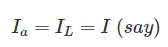 I_a = I_L = I (say)